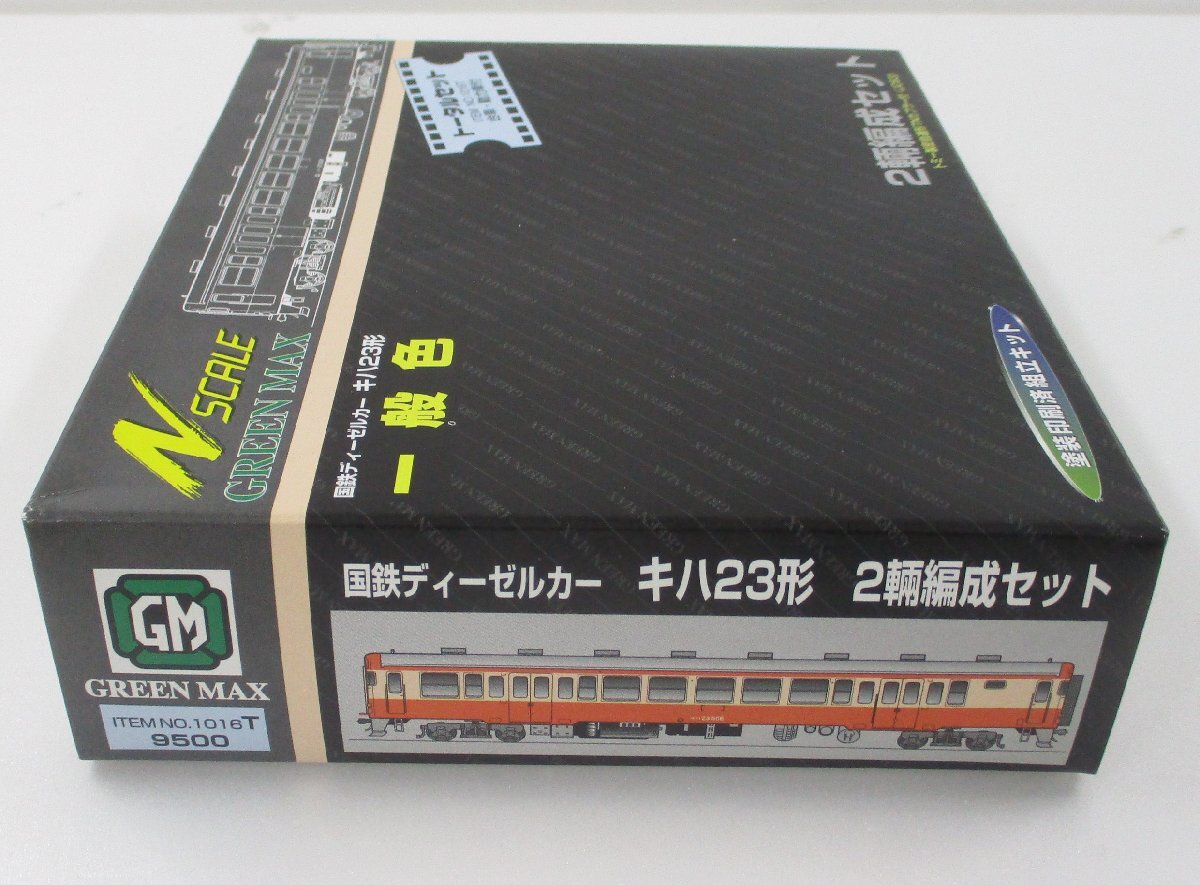 トータルセット
2輛編成セット
N SCALE
GREEN MAX
国鉄ディーゼルカー キハ23形
一般色
塗装印刷済組立キット
国鉄ディーゼルカー キハ23形 2輛編成セット
GM
GREEN MAX
ITEM NO.1016T
9500